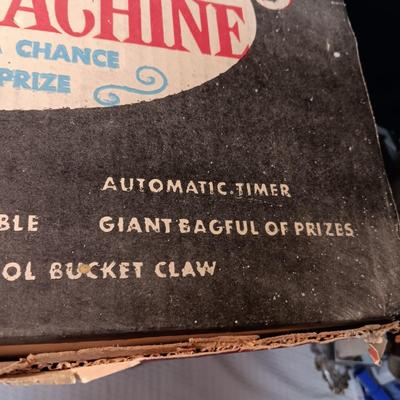 MACHINE
A CHANCE
PRIZE
AUTOMATIC-TIMER
BLE GIANT BAGFUL OF PRIZES
OL BUCKET CLAW